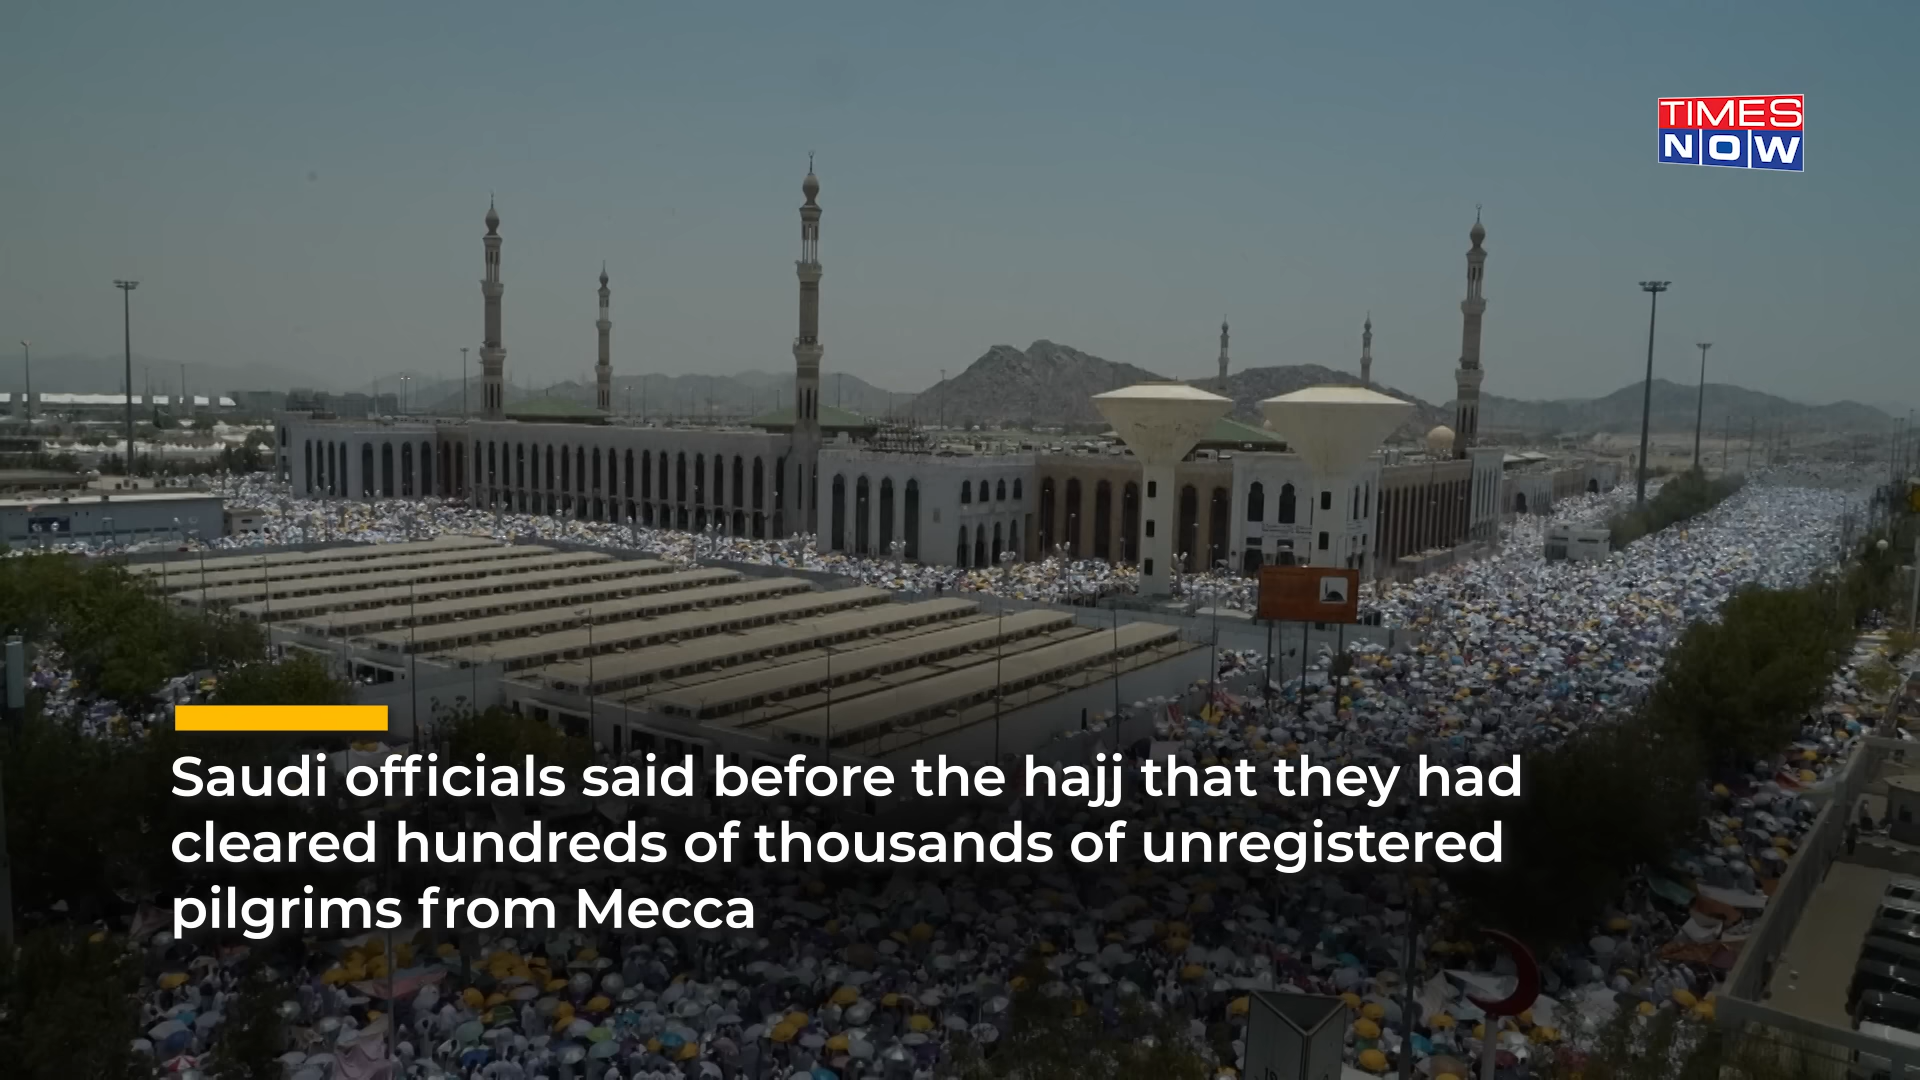 TIMES
NOW
Saudi officials said before the hajj that they had
cleared hundreds of thousands of unregistered
pilgrims from Mecca